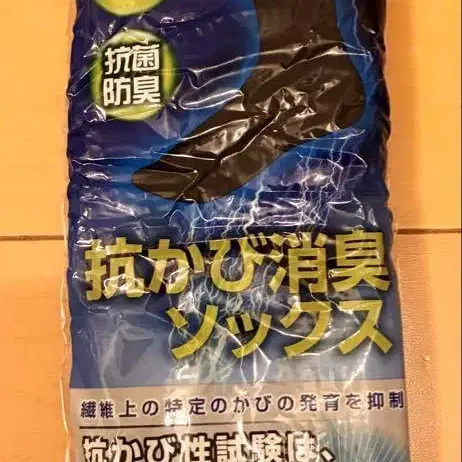 抗菌
防臭
抗かび消臭
ソックス
繊維上の特定のかびの発育を抑制
抗かび性試験は、